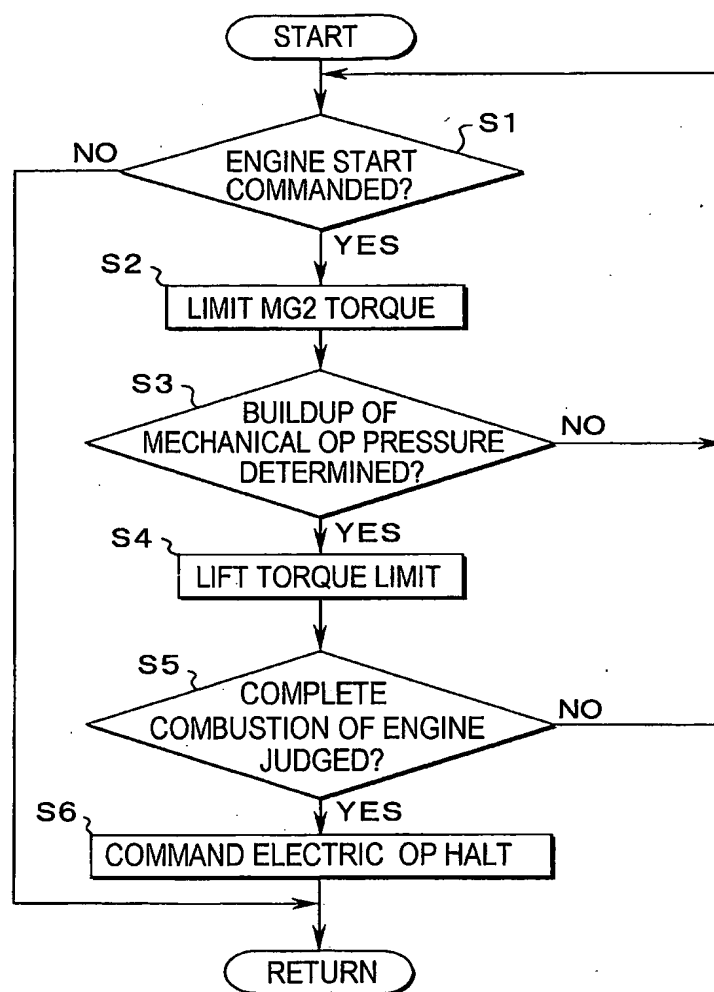 START
S1
NO
ENGINE START
COMMANDED?
YES
S2
LIMIT MG2 TORQUE
S3
BUILDUP OF
MECHANICAL OP PRESSURE
DETERMINED?
NO
YES
S4
LIFT TORQUE LIMIT
S5
COMPLETE
COMBUSTION OF ENGINE
JUDGED?
NO
YES
S6
COMMAND ELECTRIC OP HALT
RETURN